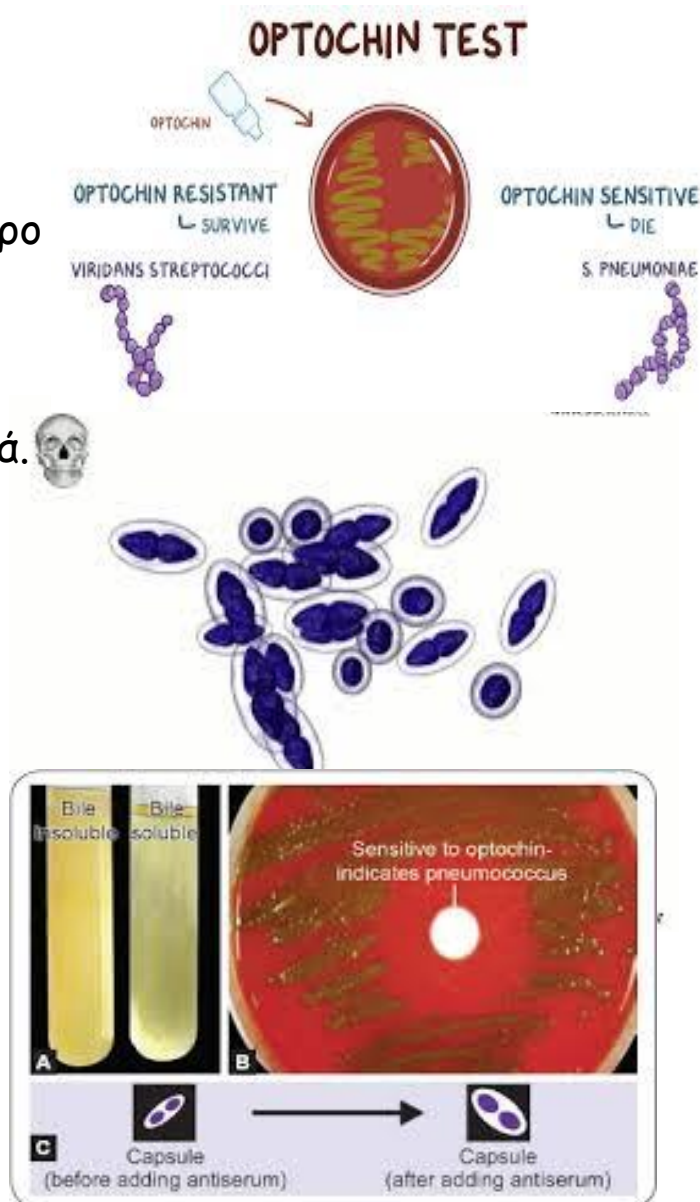 OPTOCHIN TEST
OPTOCHIN
OPTOCHIN RESISTANT
SURVIVE
VIRIDANS STREPTOCOCCI
OPTOCHIN SENSITIVE
DIE
S. PNEUMONIAE
ρο
ά.
Bile
Insoluble
Bile
soluble
Sensitive to optochin-
indicates pneumococcus
A
B
C
Capsule
(before adding antiserum)
Capsule
(after adding antiserum)